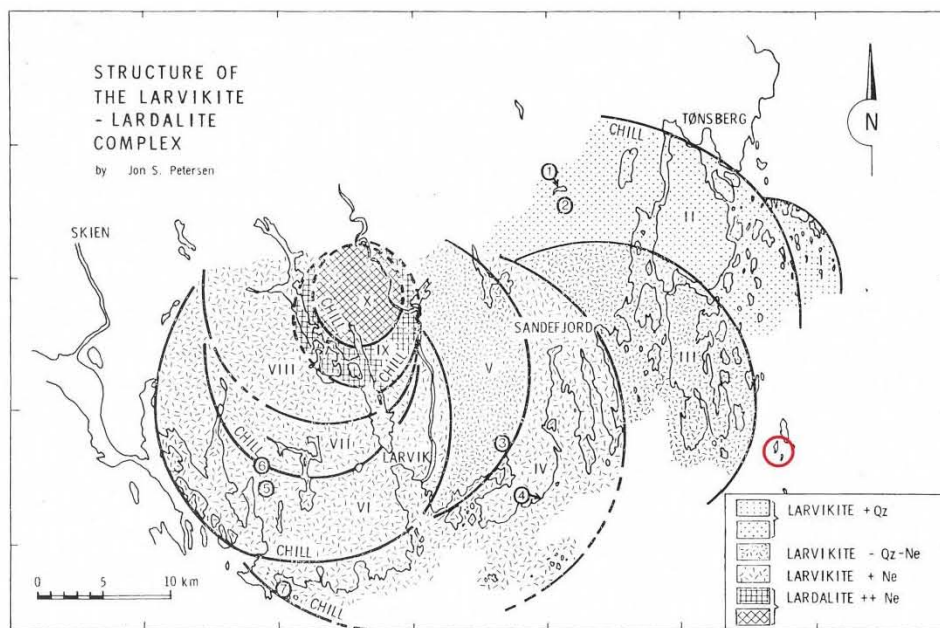 STRUCTURE OF
THE LARVIKITE
- LARDALITE
COMPLEX
by Jon S. Petersen
N
CHILL
TØNSBERG
1
2
I
II
SKIEN
X
CHILL
IX
CHILL
SANDEFJORD
V
III
VIII
VII
CHILL
LARVIK
3
6
5
IV
4
VI
CHILL
7
CHILL
0 5 10 km
LARVIKITE + Qz
LARVIKITE - Qz-Ne
LARVIKITE + Ne
LARDALITE ++ Ne